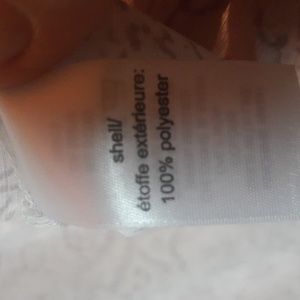 shell/
étoffe extérieure:
100% polyester